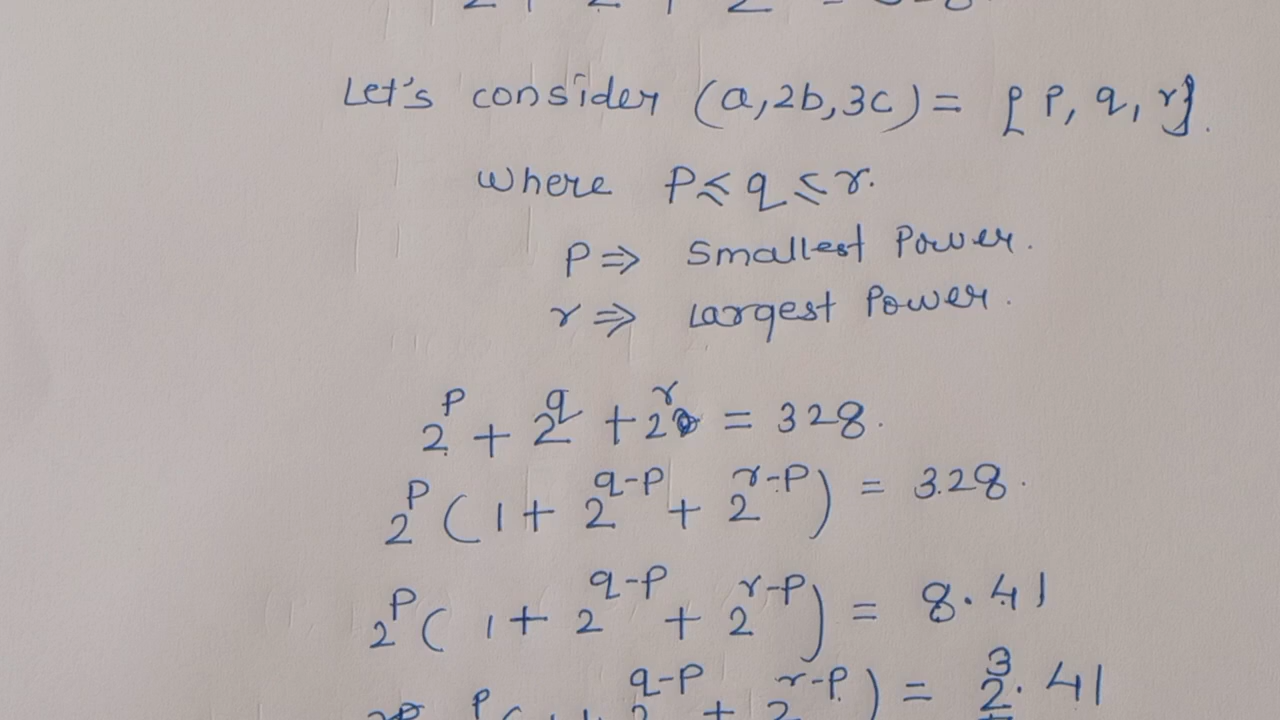 Let's consider (a,2b,3c) = {p, q, r}.
where p ≤ q ≤ r.
p ⇒ smallest power.
r ⇒ Largest power.
2^p + 2^q + 2^r = 328.
2^p (1 + 2^(q-p) + 2^(r-p)) = 328.
2^p (1 + 2^(q-p) + 2^(r-p)) = 8.41
2^(q-p) + 2^(r-p)) = 2^3. 41